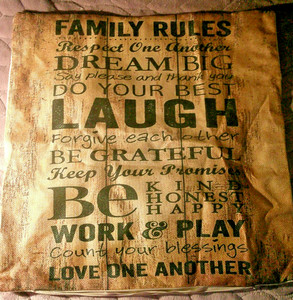 FAMILY RULES
Respect One Another
DREAM BIG
Say please and thank you
DO YOUR BEST
LAUGH
Forgive each other
BE GRATEFUL
Keep Your Promises
BE KIND
HONEST
HAPPY
WORK & PLAY
Count your blessings
LOVE ONE ANOTHER